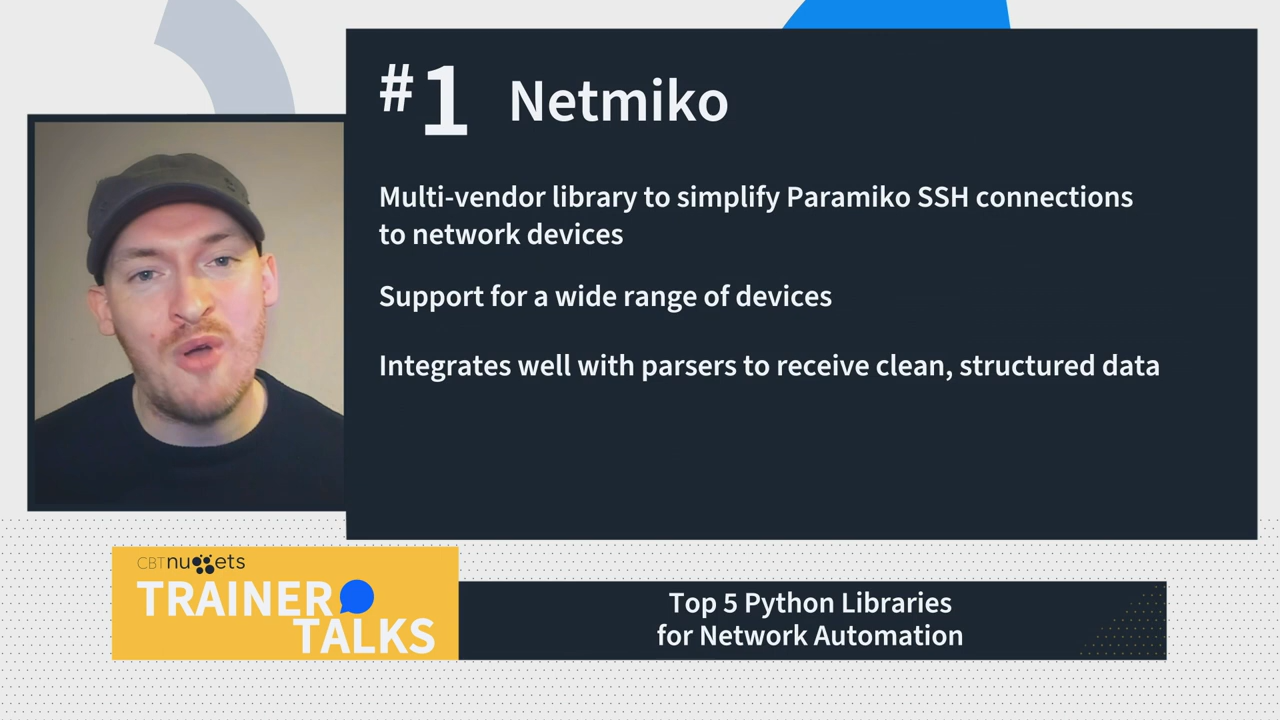 #1 Netmiko
Multi-vendor library to simplify Paramiko SSH connections
to network devices
Support for a wide range of devices
Integrates well with parsers to receive clean, structured data
CBTnuggets
TRAINER
TALKS
Top 5 Python Libraries
for Network Automation